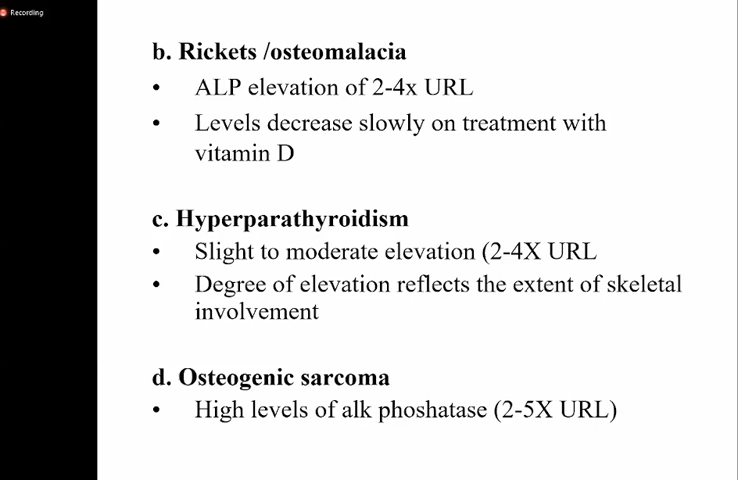 Recording
b. Rickets /osteomalacia
• ALP elevation of 2-4x URL
• Levels decrease slowly on treatment with
vitamin D
c. Hyperparathyroidism
• Slight to moderate elevation (2-4X URL
• Degree of elevation reflects the extent of skeletal
involvement
d. Osteogenic sarcoma
• High levels of alk phoshatase (2-5X URL)